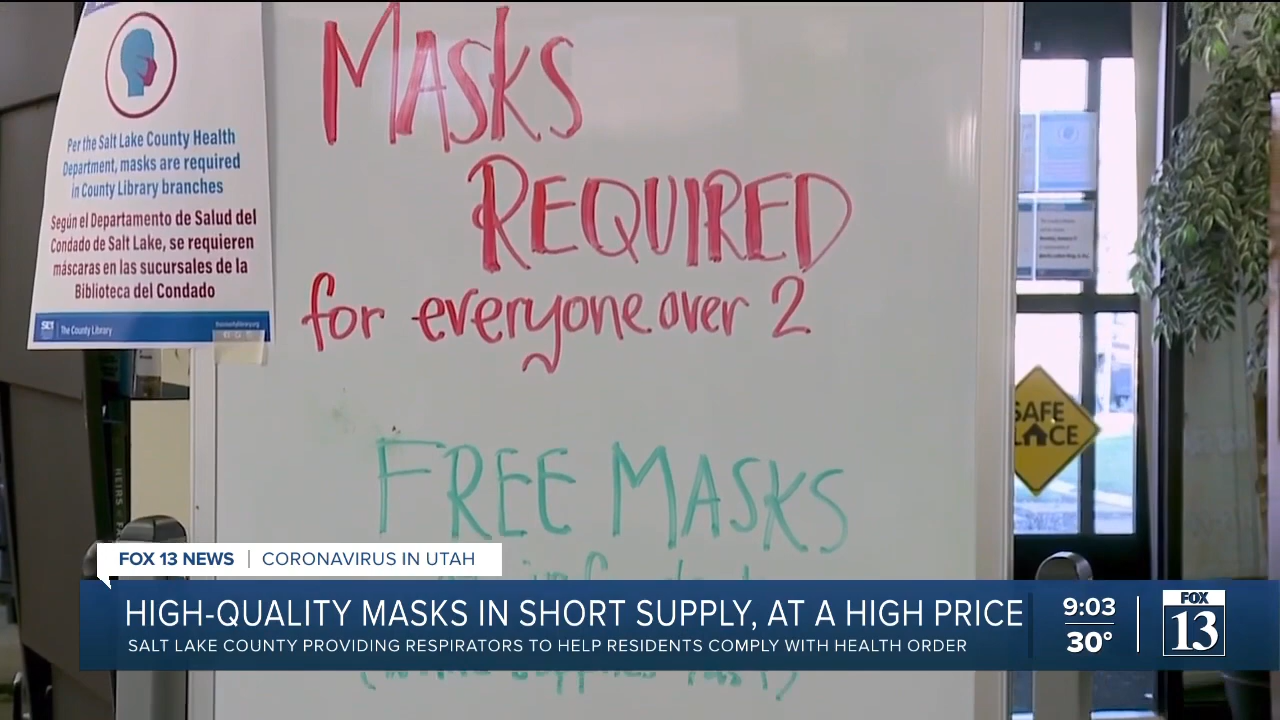 Per the Salt Lake County Health
Department, masks are required
in County Library branches
Según el Departamento de Salud del
Condado de Salt Lake, se requieren
máscaras en las sucursales de la
Biblioteca del Condado
The County Library
MASKS
REQUIRED
for everyone over 2
FREE MASKS
SAFE
FOX 13 NEWS | CORONAVIRUS IN UTAH
HIGH-QUALITY MASKS IN SHORT SUPPLY, AT A HIGH PRICE
SALT LAKE COUNTY PROVIDING RESPIRATORS TO HELP RESIDENTS COMPLY WITH HEALTH ORDER
9:03
30°
FOX
13